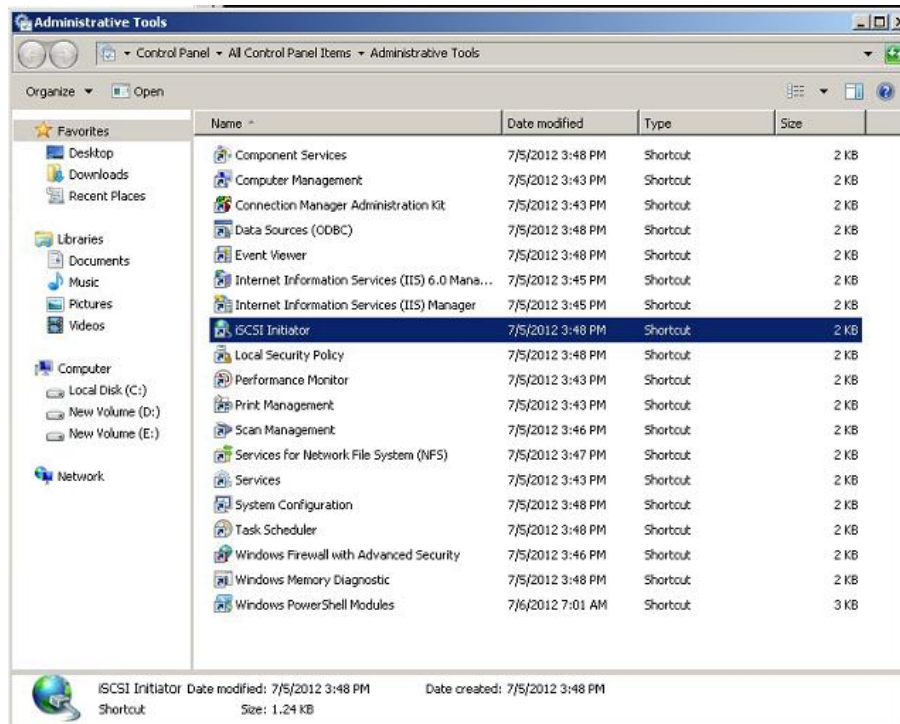 Administrative Tools
Control Panel All Control Panel Items Administrative Tools
Organize Open
Name Date modified Type Size
Favorites
Desktop
Downloads
Recent Places
Libraries
Documents
Music
Pictures
Videos
Computer
Local Disk (C:)
New Volume (D:)
New Volume (E:)
Network
Component Services 7/5/2012 3:48 PM Shortcut 2 KB
Computer Management 7/5/2012 3:43 PM Shortcut 2 KB
Connection Manager Administration Kit 7/5/2012 3:43 PM Shortcut 2 KB
Data Sources (ODBC) 7/5/2012 3:48 PM Shortcut 2 KB
Event Viewer 7/5/2012 3:48 PM Shortcut 2 KB
Internet Information Services (IIS) 6.0 Mana... 7/5/2012 3:45 PM Shortcut 2 KB
Internet Information Services (IIS) Manager 7/5/2012 3:45 PM Shortcut 2 KB
iSCSI Initiator 7/5/2012 3:48 PM Shortcut 2 KB
Local Security Policy 7/5/2012 3:48 PM Shortcut 2 KB
Performance Monitor 7/5/2012 3:43 PM Shortcut 2 KB
Print Management 7/5/2012 3:43 PM Shortcut 2 KB
Scan Management 7/5/2012 3:46 PM Shortcut 2 KB
Services for Network File System (NFS) 7/5/2012 3:47 PM Shortcut 2 KB
Services 7/5/2012 3:43 PM Shortcut 2 KB
System Configuration 7/5/2012 3:48 PM Shortcut 2 KB
Task Scheduler 7/5/2012 3:48 PM Shortcut 2 KB
Windows Firewall with Advanced Security 7/5/2012 3:46 PM Shortcut 2 KB
Windows Memory Diagnostic 7/5/2012 3:48 PM Shortcut 2 KB
Windows PowerShell Modules 7/6/2012 7:01 AM Shortcut 3 KB
iSCSI Initiator Date modified: 7/5/2012 3:48 PM Date created: 7/5/2012 3:48 PM
Shortcut Size: 1.24 KB